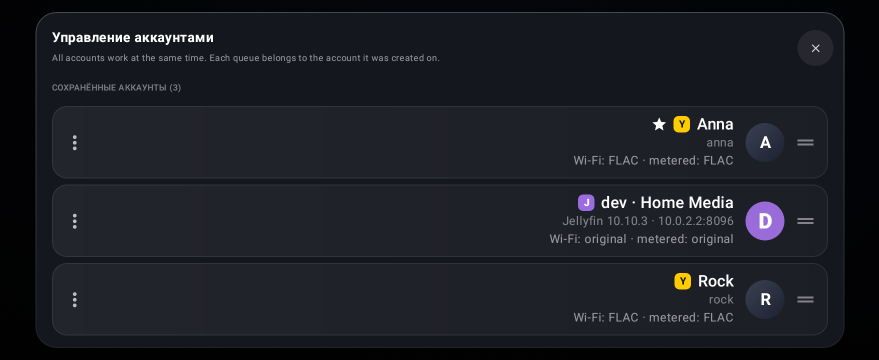 Управление аккаунтами
All accounts work at the same time. Each queue belongs to the account it was created on.
СОХРАНЁННЫЕ АККАУНТЫ (3)
Y Anna
anna
Wi-Fi: FLAC · metered: FLAC
A
J dev · Home Media
Jellyfin 10.10.3 · 10.0.2.2:8096
Wi-Fi: original · metered: original
D
Y Rock
rock
Wi-Fi: FLAC · metered: FLAC
R